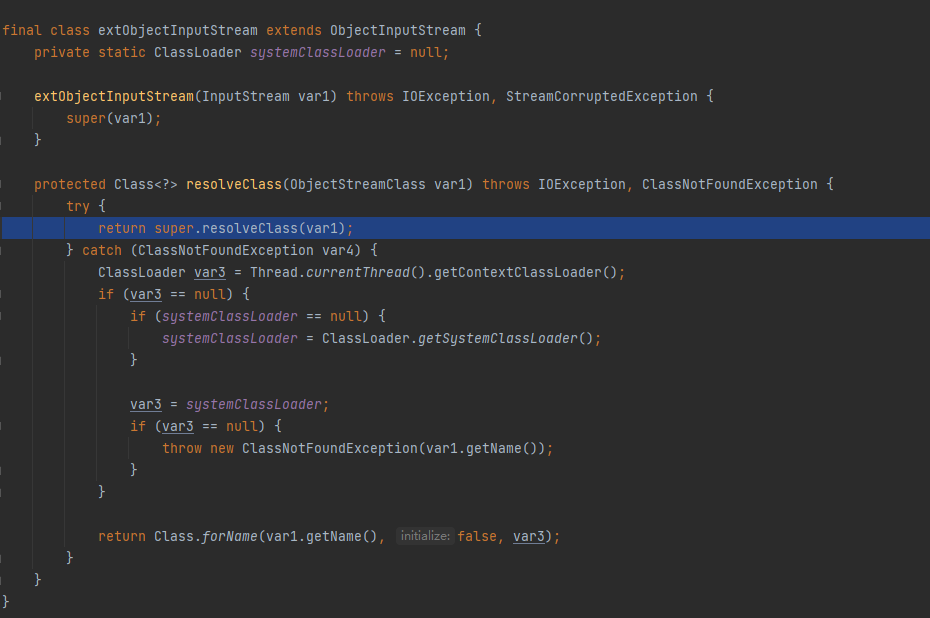 final class extObjectInputStream extends ObjectInputStream {
    private static ClassLoader systemClassLoader = null;
    extObjectInputStream(InputStream var1) throws IOException, StreamCorruptedException {
        super(var1);
    }
    protected Class<?> resolveClass(ObjectStreamClass var1) throws IOException, ClassNotFoundException {
        try {
            return super.resolveClass(var1);
        } catch (ClassNotFoundException var4) {
            ClassLoader var3 = Thread.currentThread().getContextClassLoader();
            if (var3 == null) {
                if (systemClassLoader == null) {
                    systemClassLoader = ClassLoader.getSystemClassLoader();
                }
                var3 = systemClassLoader;
                if (var3 == null) {
                    throw new ClassNotFoundException(var1.getName());
                }
            }
            return Class.forName(var1.getName(), initialize: false, var3);
        }
    }
}